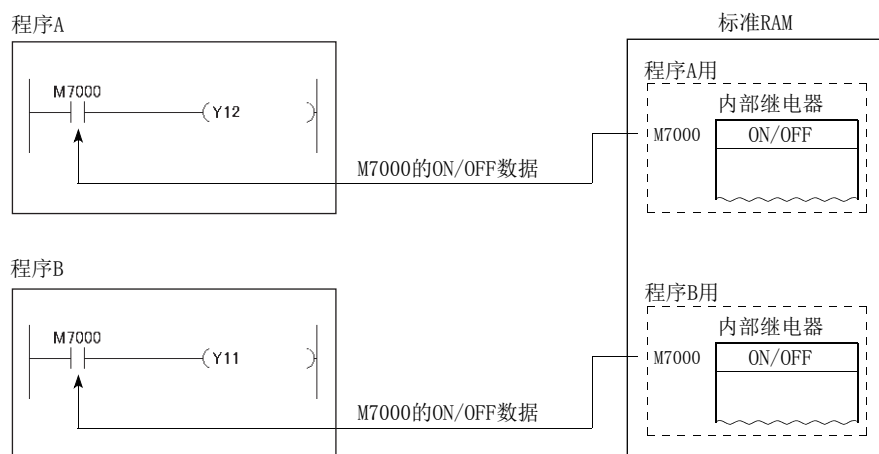 程序A
标准RAM
M7000
Y12
M7000的ON/OFF数据
程序A用
内部继电器
M7000
ON/OFF
程序B
M7000
Y11
M7000的ON/OFF数据
程序B用
内部继电器
M7000
ON/OFF